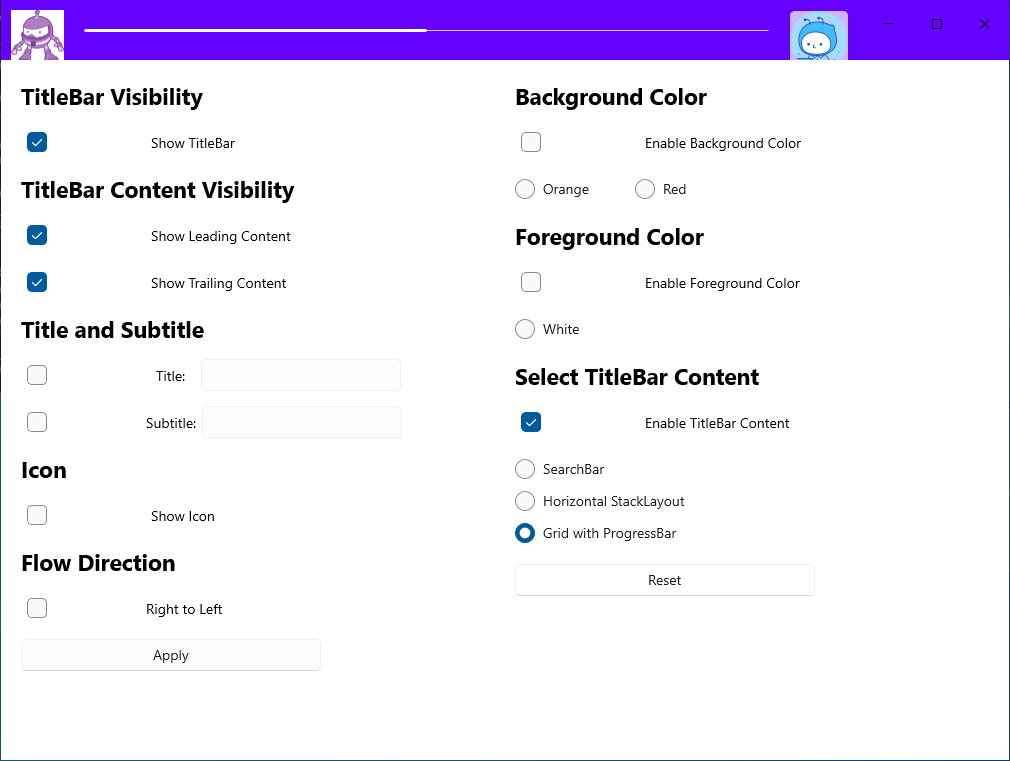 TitleBar Visibility
Show TitleBar
TitleBar Content Visibility
Show Leading Content
Show Trailing Content
Title and Subtitle
Title:
Subtitle:
Icon
Show Icon
Flow Direction
Right to Left
Apply
Background Color
Enable Background Color
Orange Red
Foreground Color
Enable Foreground Color
White
Select TitleBar Content
Enable TitleBar Content
SearchBar
Horizontal StackLayout
Grid with ProgressBar
Reset